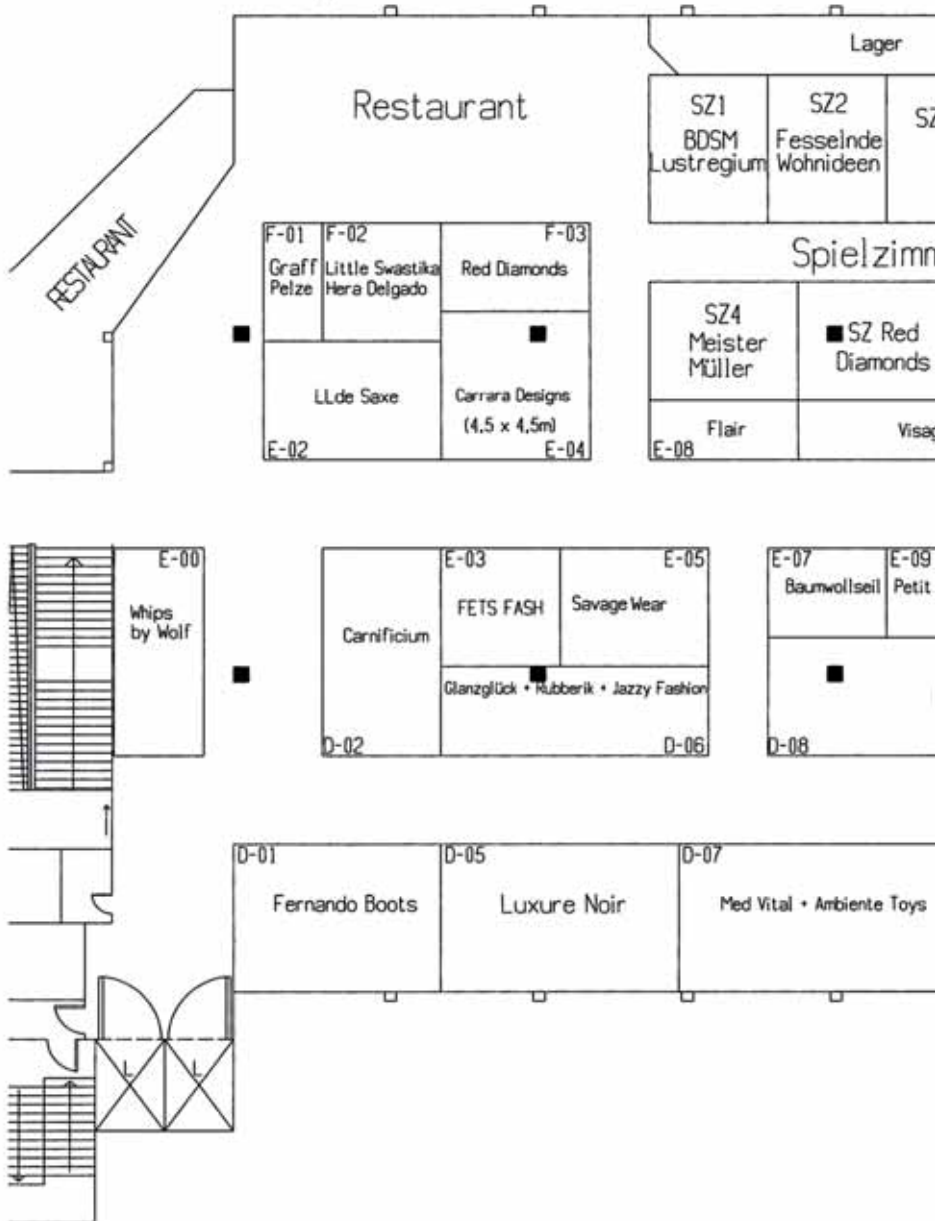 Lager
Restaurant
SZ1
BDSM
Lustregium
SZ2
Fesselnde
Wohnideen
SZ
RESTAURANT
F-01
Graff
Pelze
F-02
Little Swastika
Hera Delgado
F-03
Red Diamonds
Spielzimm
SZ4
Meister
Müller
SZ Red
Diamonds
LLde Saxe
E-02
Carrara Designs
(4,5 x 4,5m)
E-04
Flair
E-08
Visag
E-00
Whips
by Wolf
Carnificium
D-02
E-03
FETS FASH
E-05
Savage Wear
Glanzglück + Rubberik + Jazzy Fashion
D-06
E-07
Baumwollseil
E-09
Petit
D-08
D-01
Fernando Boots
D-05
Luxure Noir
D-07
Med Vital + Ambiente Toys
L
L